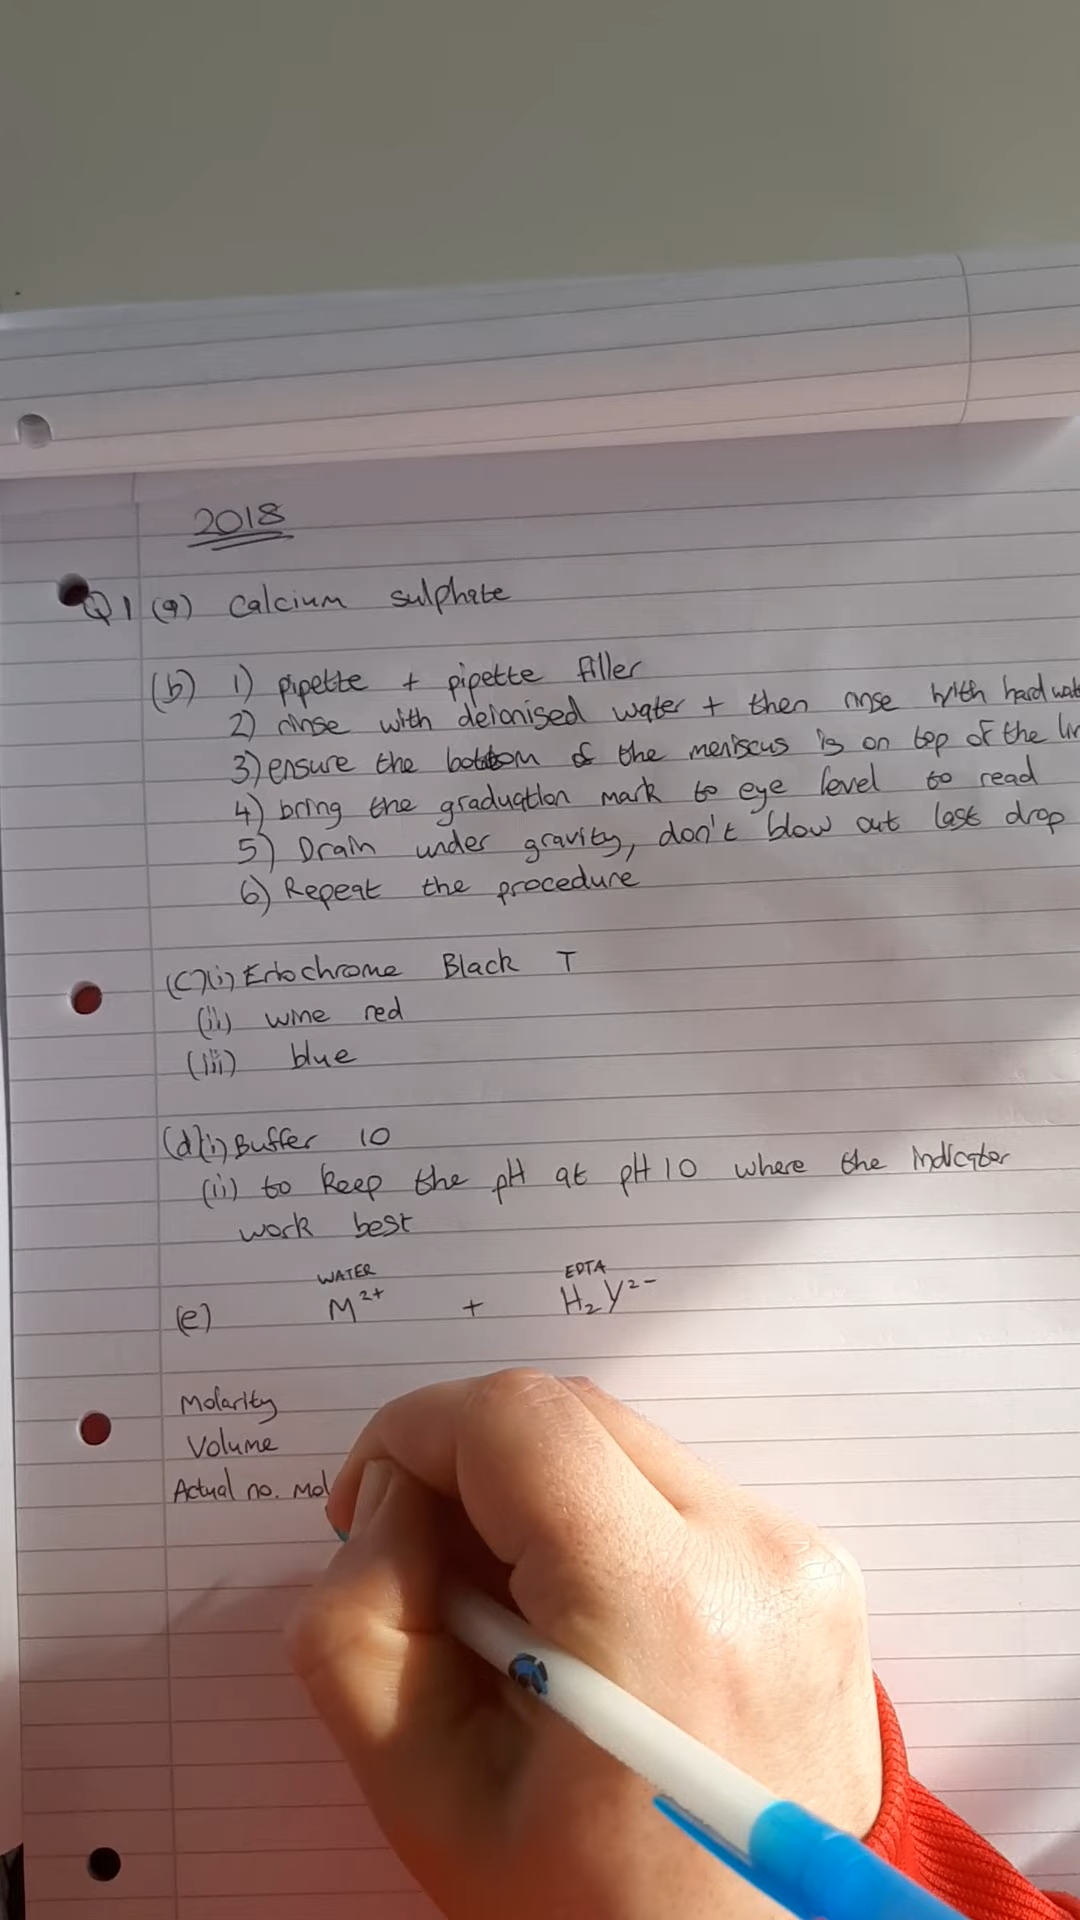 2018
Q1 (a) Calcium sulphate
(b) 1) pipette + pipette filler
2) rinse with deionised water + then rinse with hard wat
3) ensure the bottom of the meniscus is on top of the lin
4) bring the graduation mark to eye level to read
5) Drain under gravity, don't blow out last drop
6) Repeat the procedure
(c)(i) Eriochrome Black T
(ii) wine red
(iii) blue
(d)(i) Buffer 10
(ii) to keep the pH at pH 10 where the indicator
work best
WATER EDTA
(e) M²⁺ + H₂Y²⁻
Molarity
Volume
Actual no. mol